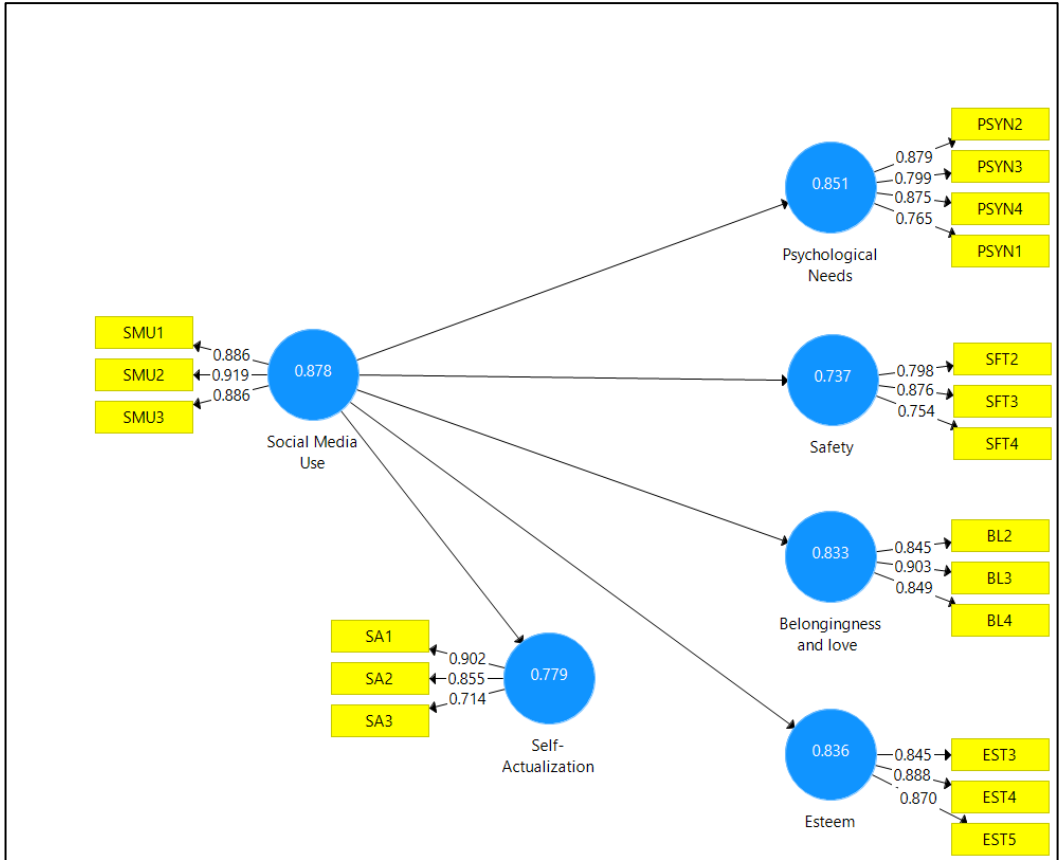 PSYN2
0.879
PSYN3
0.799
0.851
0.875
PSYN4
0.765
PSYN1
Psychological
Needs
SMU1
0.886
SMU2
0.919
0.878
SMU3
0.886
Social Media
Use
SFT2
0.798
0.737
0.876
SFT3
0.754
SFT4
Safety
BL2
0.845
0.833
0.903
BL3
0.849
BL4
Belongingness
and love
SA1
0.902
SA2
0.855
0.779
SA3
0.714
Self-
Actualization
0.836
0.845
EST3
0.888
EST4
0.870
EST5
Esteem